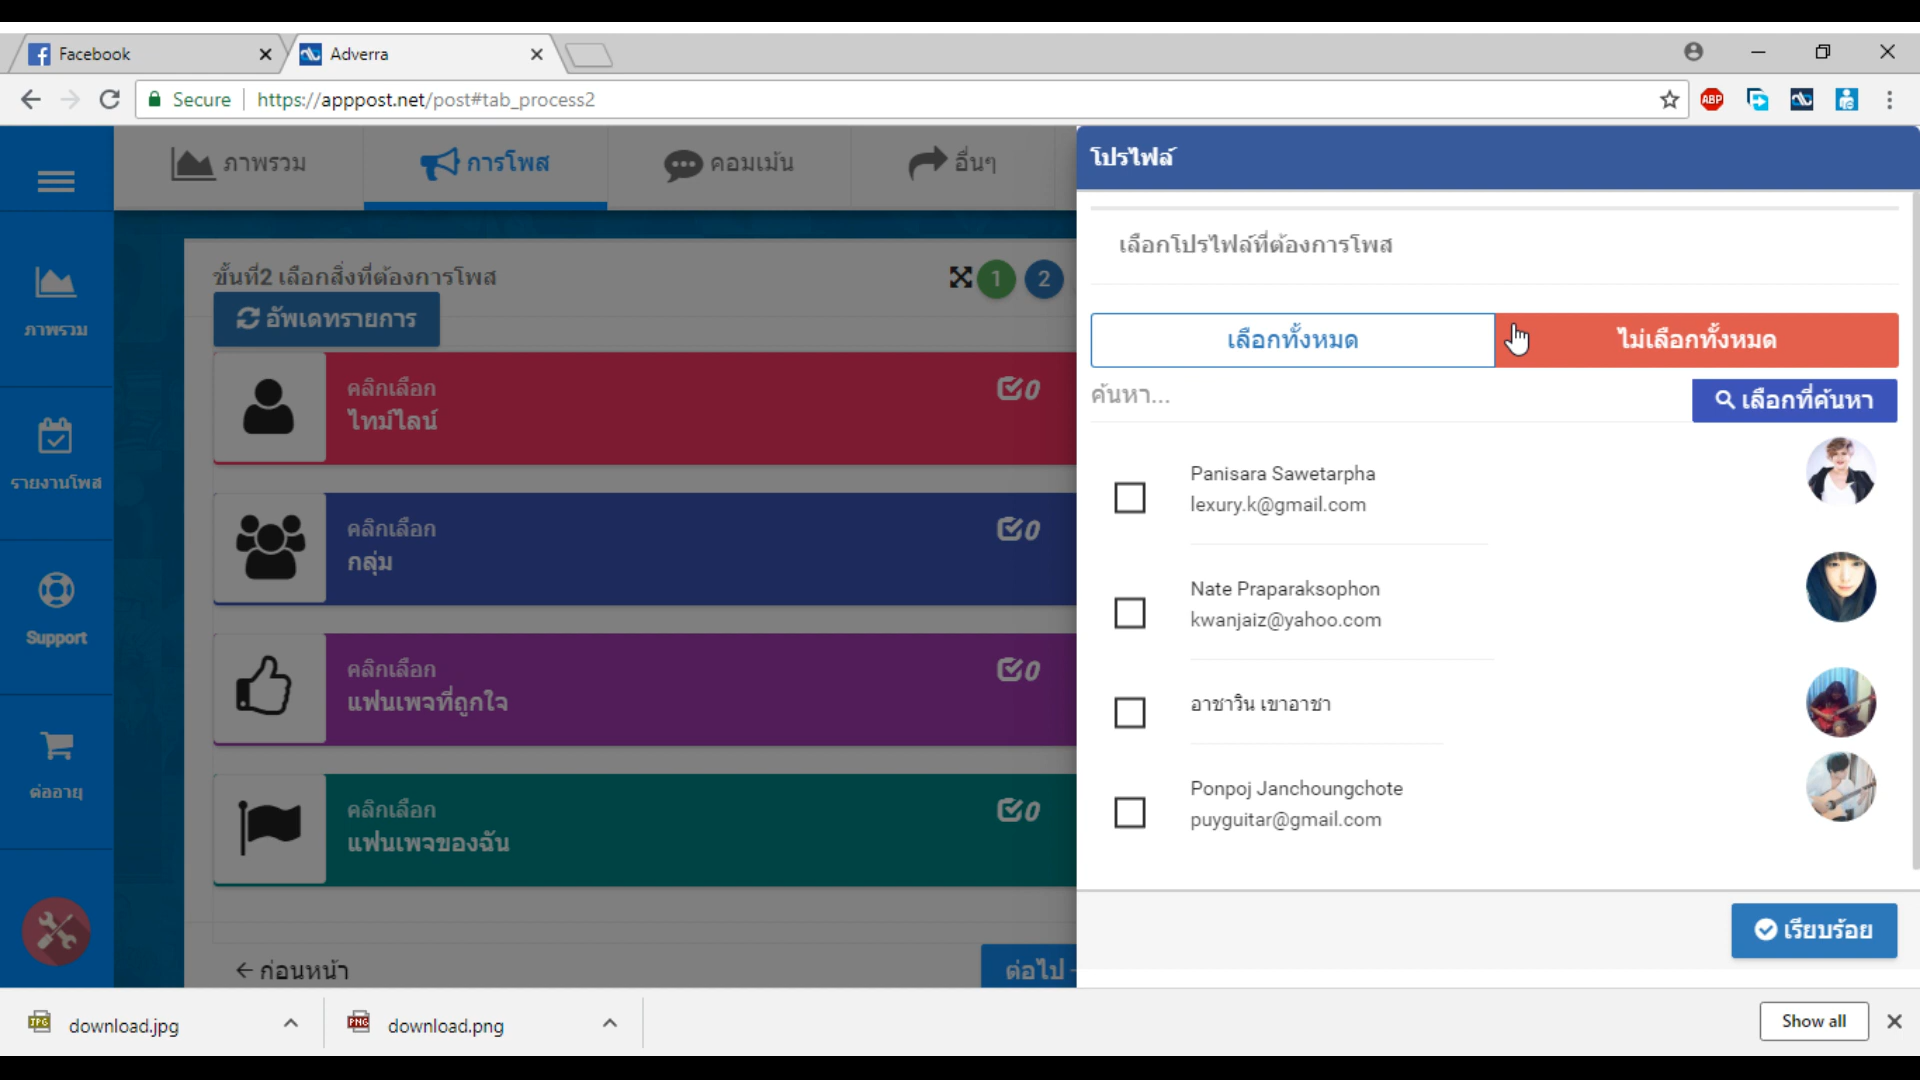 Facebook
Adverra
Secure
https://apppost.net/post#tab_process2
ABP
ภาพรวม
การโพส
คอมเม้น
อื่นๆ
โปรไฟล์
ภาพรวม
รายงานโพส
Support
ต่ออายุ
ขั้นที่2 เลือกสิ่งที่ต้องการโพส
1
2
อัพเดทรายการ
คลิกเลือก
0
ไทม์ไลน์
คลิกเลือก
0
กลุ่ม
คลิกเลือก
0
แฟนเพจที่ถูกใจ
คลิกเลือก
0
แฟนเพจของฉัน
← ก่อนหน้า
ต่อไป
เลือกโปรไฟล์ที่ต้องการโพส
เลือกทั้งหมด
ไม่เลือกทั้งหมด
ค้นหา...
เลือกที่ค้นหา
Panisara Sawetarpha
lexury.k@gmail.com
Nate Praparaksophon
kwanjaiz@yahoo.com
อาชาวิน เขาอาชา
Ponpoj Janchoungchote
puyguitar@gmail.com
เรียบร้อย
JPG
download.jpg
PNG
download.png
Show all